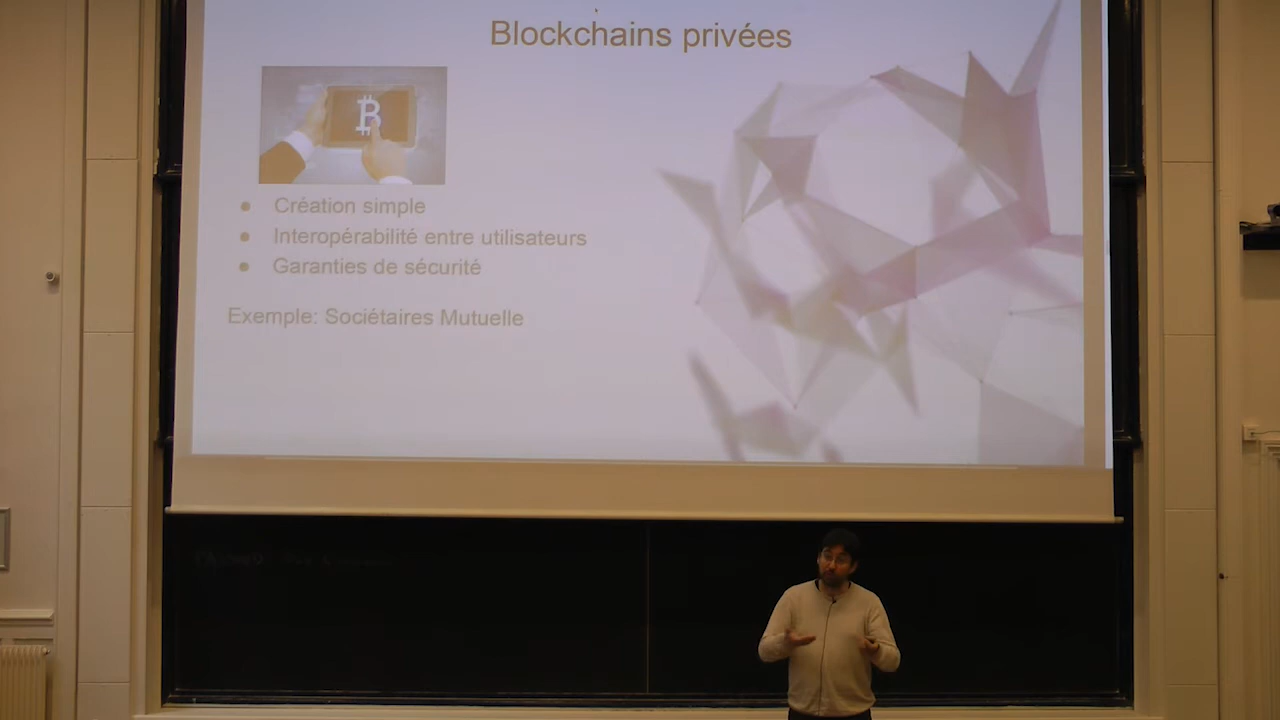 Blockchains privées
Création simple
Interopérabilité entre utilisateurs
Garanties de sécurité
Exemple: Sociétaires Mutuelle